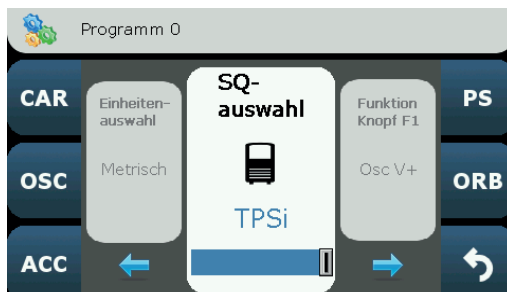 Programm 0
CAR
OSC
ACC
Einheiten-
auswahl
Metrisch
SQ-
auswahl
TPSi
Funktion
Knopf F1
Osc V+
PS
ORB